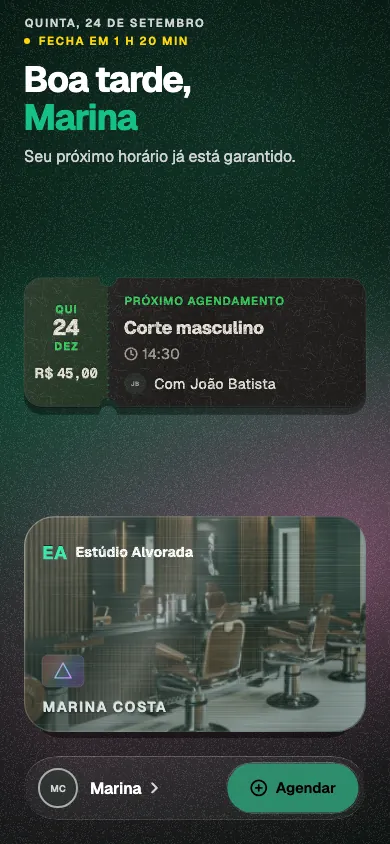 QUINTA, 24 DE SETEMBRO
FECHA EM 1 H 20 MIN
Boa tarde,
Marina
Seu próximo horário já está garantido.
QUI
24
DEZ
R$ 45,00
PRÓXIMO AGENDAMENTO
Corte masculino
14:30
JB Com João Batista
EA Estúdio Alvorada
MARINA COSTA
MC Marina
Agendar